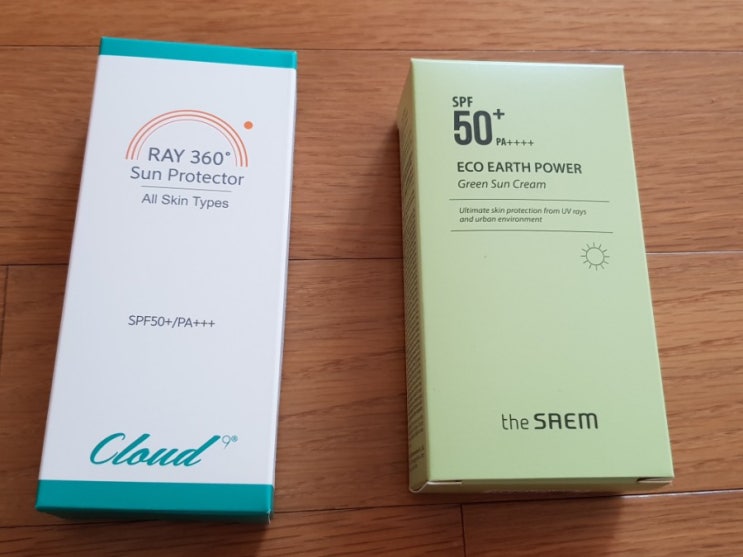 RAY 360°
Sun Protector
All Skin Types
SPF50+/PA+++
Cloud 9®
SPF
50+ PA++++
ECO EARTH POWER
Green Sun Cream
Ultimate skin protection from UV rays
and urban environment
the SAEM